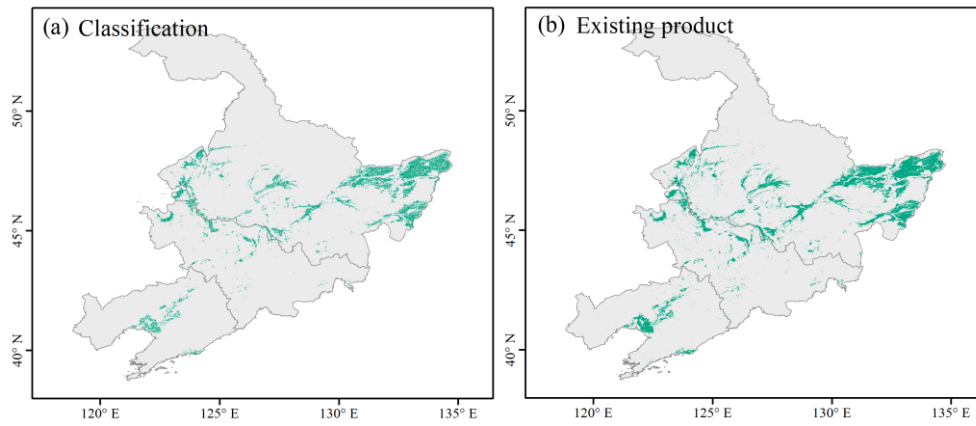 (a) Classification
50° N
45° N
40° N
120° E
125° E
130° E
135° E
(b) Existing product
50° N
45° N
40° N
120° E
125° E
130° E
135° E